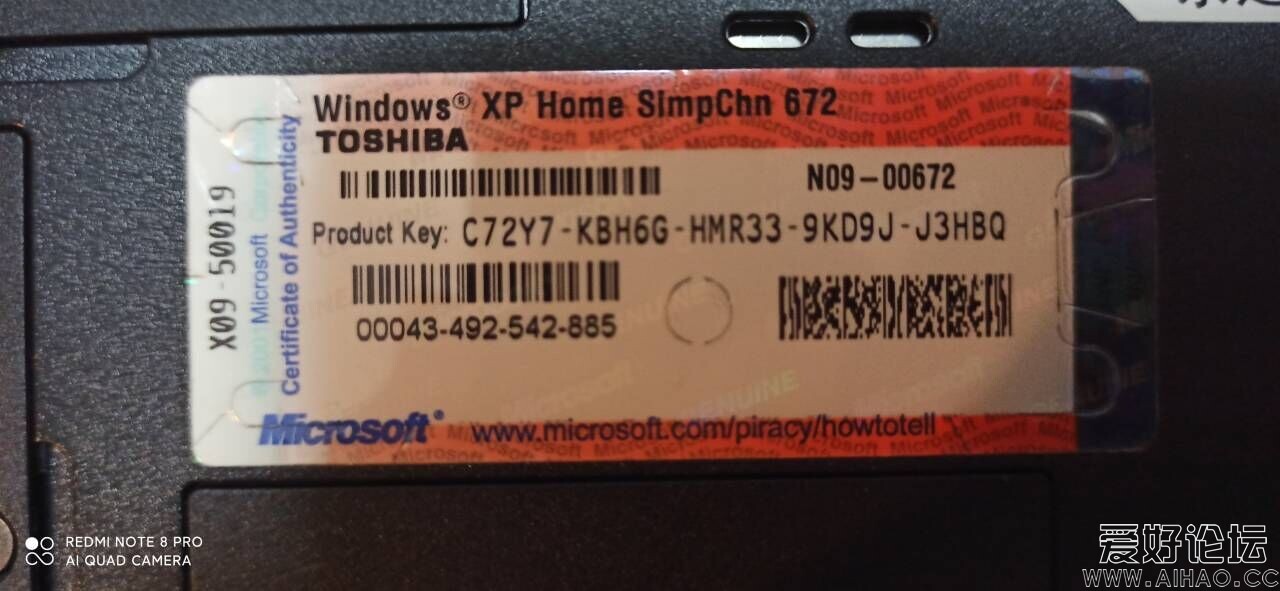 Windows® XP Home SimpChn 672
TOSHIBA
N09-00672
Product Key: C72Y7-KBH6G-HMR33-9KD9J-J3HBQ
00043-492-542-885
X09-50019
Certificate of Authenticity
Microsoft® www.microsoft.com/piracy/howtotell
GENUINE
REDMI NOTE 8 PRO
AI QUAD CAMERA
爱好论坛
WWW.AIHAO.CC